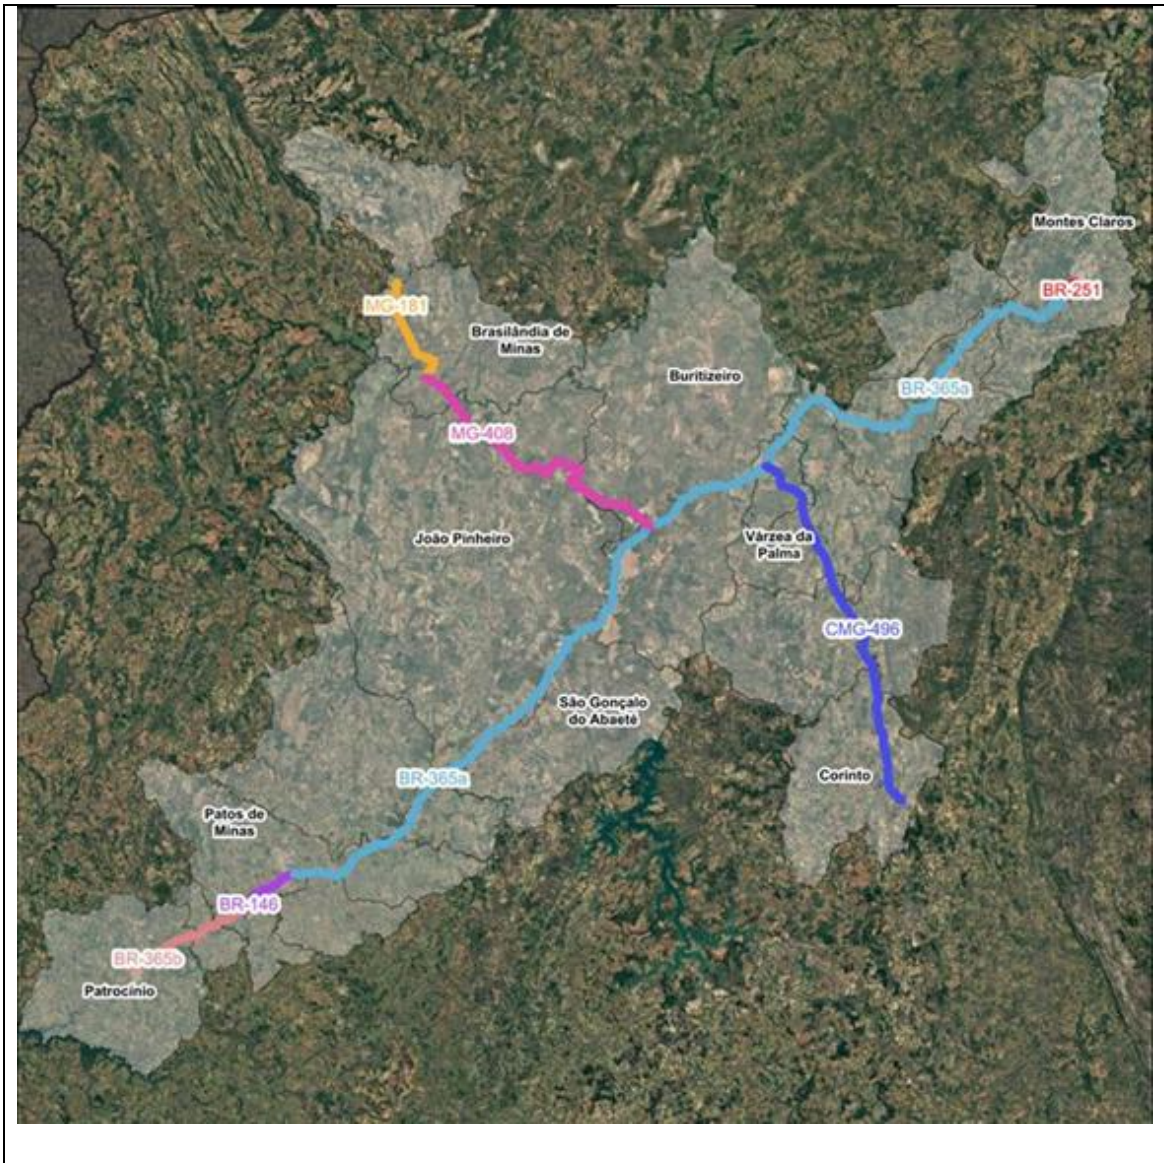 Montes Claros
BR-251
MG-181
Brasilândia de
Minas
Buritizeiro
BR-365a
MG-408
João Pinheiro
Várzea da
Palma
CMG-496
São Gonçalo
do Abaeté
BR-365a
Corinto
Patos de
Minas
BR-146
BR-365b
Patrocínio